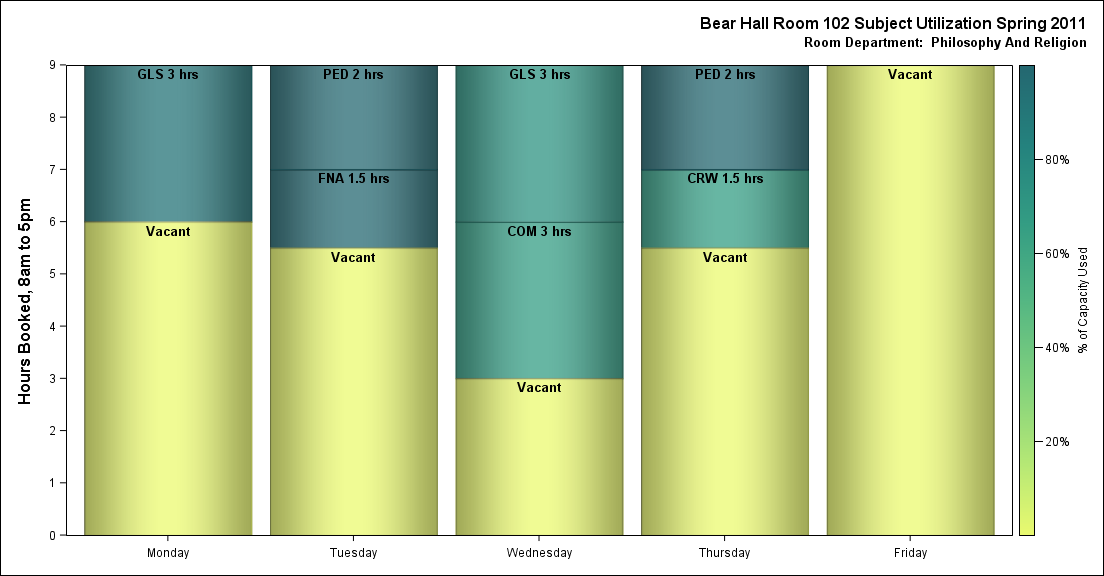 Bear Hall Room 102 Subject Utilization Spring 2011
Room Department:  Philosophy And Religion
Hours Booked, 8am to 5pm
9
8
7
6
5
4
3
2
1
0
GLS 3 hrs
Vacant
PED 2 hrs
FNA 1.5 hrs
Vacant
GLS 3 hrs
COM 3 hrs
Vacant
PED 2 hrs
CRW 1.5 hrs
Vacant
Vacant
Monday
Tuesday
Wednesday
Thursday
Friday
80%
60%
40%
20%
% of Capacity Used